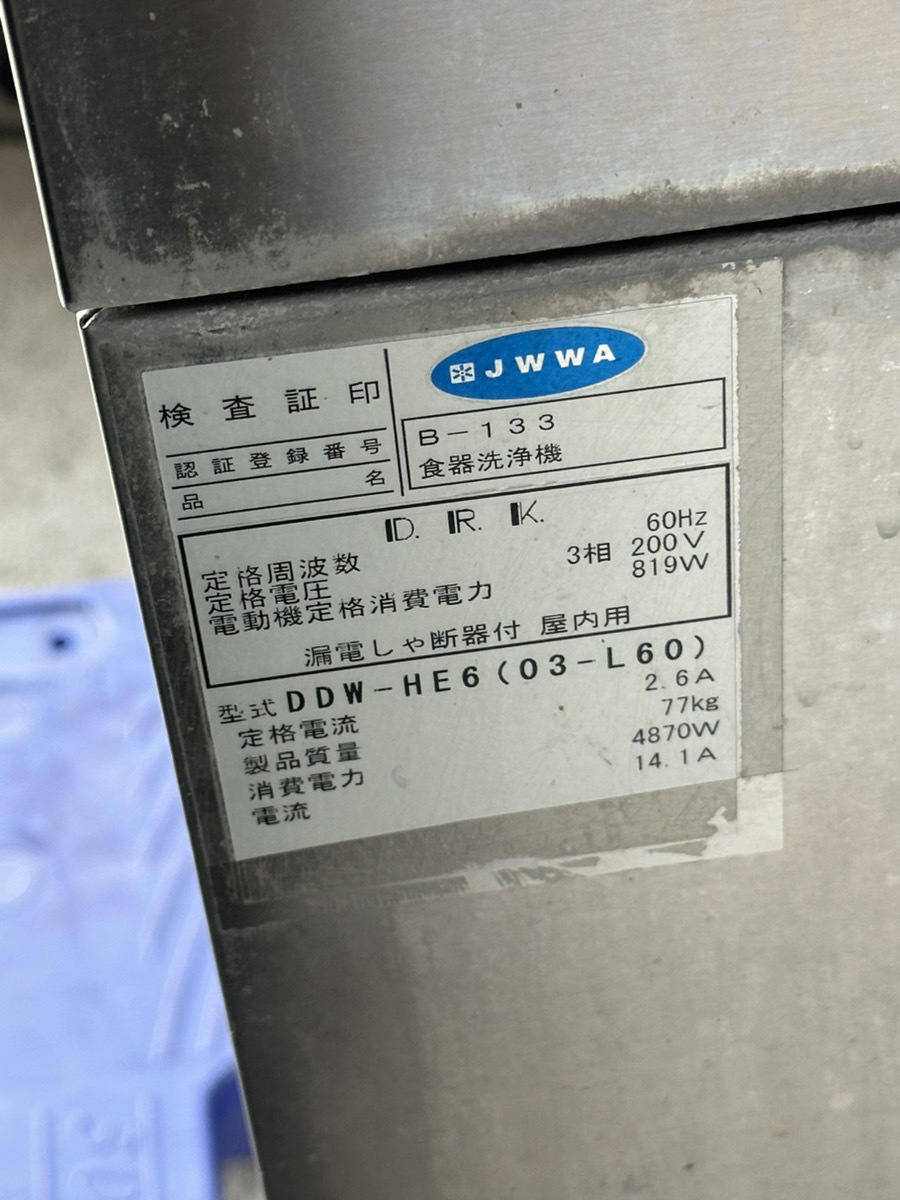 検査証印
JWWA
認証登録番号 B-133
品名 食器洗浄機
D. R. K.
定格周波数 60Hz
定格電圧 3相 200V
電動機定格消費電力 819W
漏電しゃ断器付 屋内用
型式 DDW-HE6(03-L60)
定格電流 2.6A
製品質量 77kg
消費電力 4870W
電流 14.1A